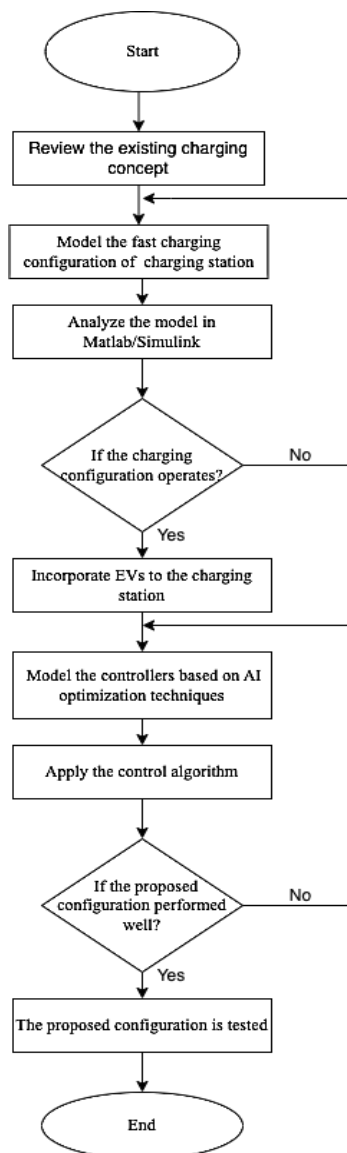 Start
Review the existing charging
concept
Model the fast charging
configuration of charging station
Analyze the model in
Matlab/Simulink
If the charging
configuration operates?
No
Yes
Incorporate EVs to the charging
station
Model the controllers based on AI
optimization techniques
Apply the control algorithm
If the proposed
configuration performed
well?
No
Yes
The proposed configuration is tested
End